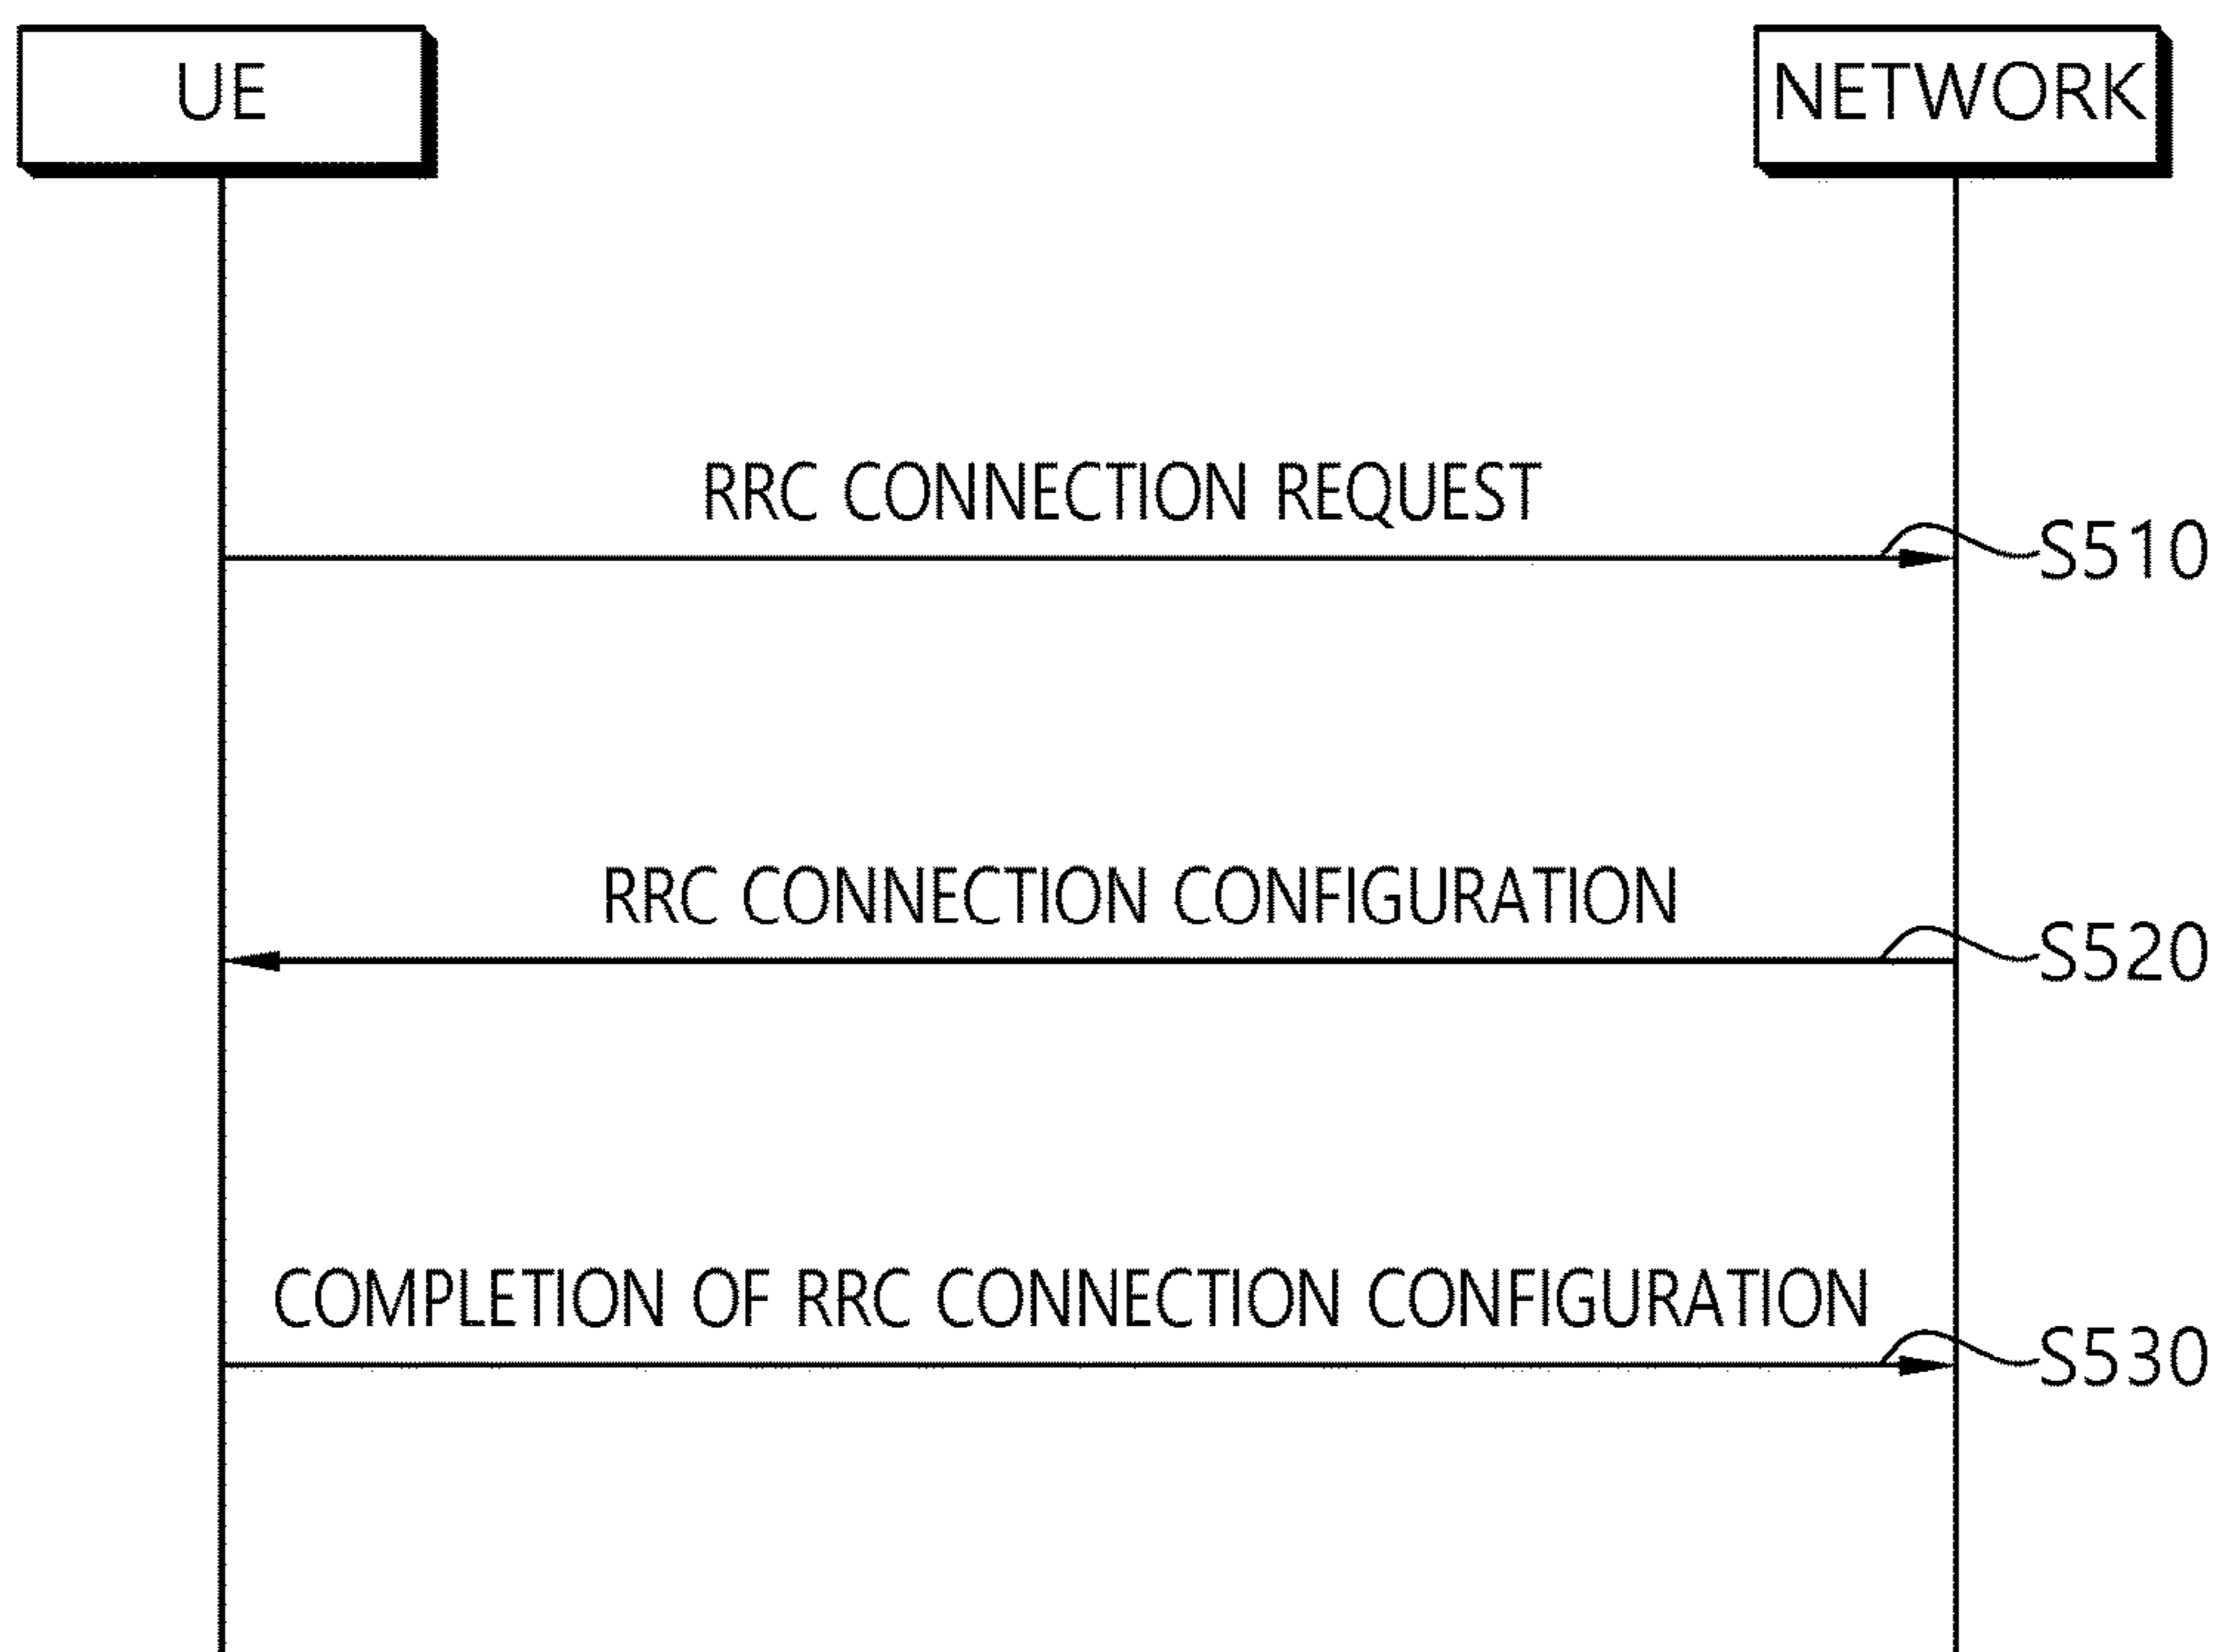 UE
NETWORK
RRC CONNECTION REQUEST
S510
RRC CONNECTION CONFIGURATION
S520
COMPLETION OF RRC CONNECTION CONFIGURATION
S530